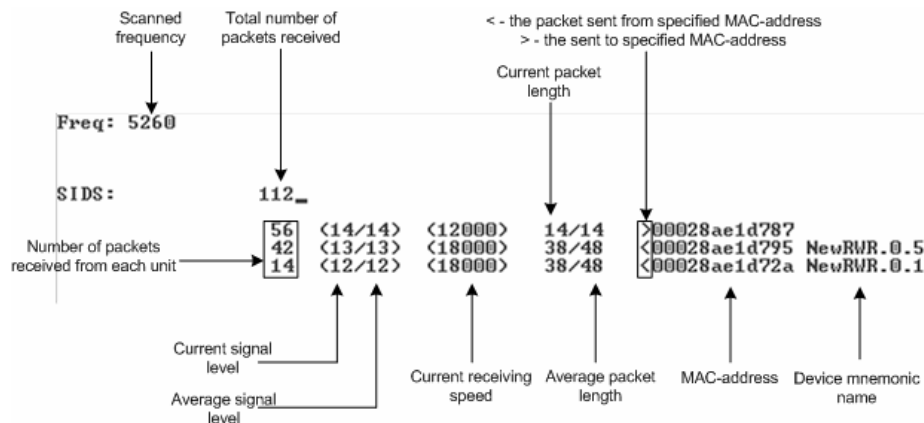 Scanned
frequency
Total number of
packets received
< - the packet sent from specified MAC-address
> - the sent to specified MAC-address
Current packet
length
Freq: 5260
SIDS: 112_
Number of packets
received from each unit
56 (14/14) (12000) 14/14 >00028ae1d787
42 (13/13) (18000) 38/48 <00028ae1d795 NewRWR.0.5
14 (12/12) (18000) 38/48 <00028ae1d72a NewRWR.0.1
Current signal
level
Average signal
level
Current receiving
speed
Average packet
length
MAC-address
Device mnemonic
name